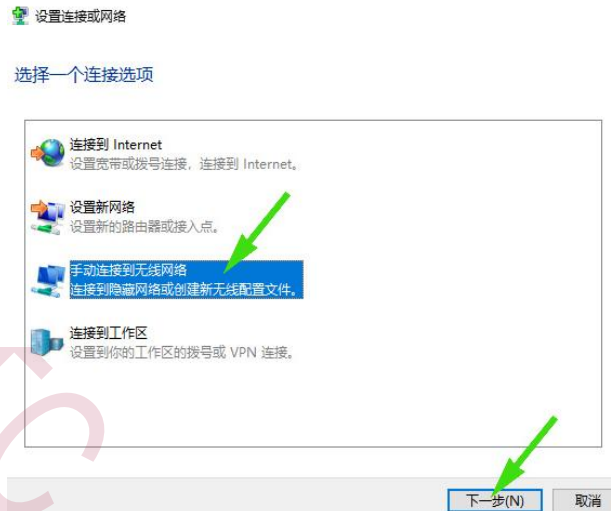 设置连接或网络
选择一个连接选项
连接到 Internet
设置宽带或拨号连接，连接到 Internet。
设置新网络
设置新的路由器或接入点。
手动连接到无线网络
连接到隐藏网络或创建新无线配置文件。
连接到工作区
设置到你的工作区的拨号或 VPN 连接。
下一步(N)
取消